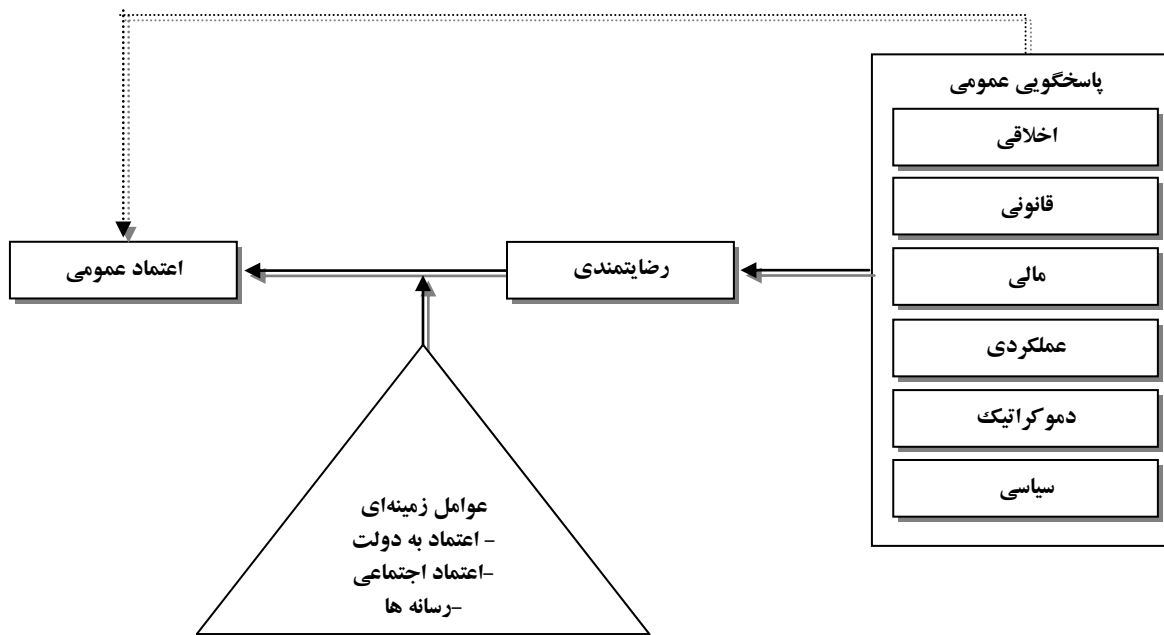 پاسخگویی عمومی
اخلاقی
قانونی
مالی
عملکردی
دموکراتیک
سیاسی
رضایتمندی
اعتماد عمومی
عوامل زمینه‌ای
- اعتماد به دولت
-اعتماد اجتماعی
-رسانه ها